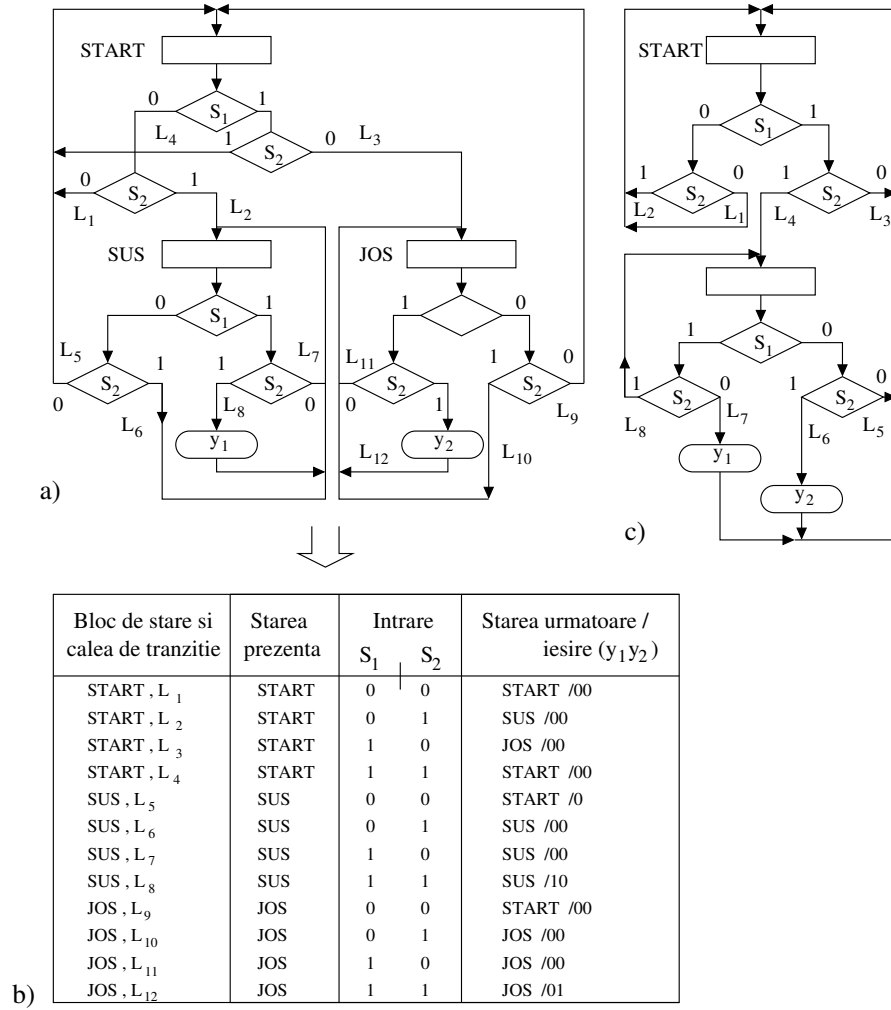 START
0 1
S1
L4 1 0 L3
S2
0 1
S2
L1 L2
SUS
0 1
S1
L5 1 L7
S2 1 S2
0 L6 L8 0
y1
JOS
1 0
L11 1 0
S2 S2
0 1 L9
y2
L12 L10
a)
START
0 1
S1
1 0 1 0
S2 S2
L2 L1 L4 L3
1 0
S1
1 0 1 0
S2 S2
L8 L7 L6 L5
y1
y2
c)
Bloc de stare si calea de tranzitie | Starea prezenta | Intrare S1 S2 | Starea urmatoare / iesire (y1y2)
START , L1 START 0 0 START /00
START , L2 START 0 1 SUS /00
START , L3 START 1 0 JOS /00
START , L4 START 1 1 START /00
SUS , L5 SUS 0 0 START /0
SUS , L6 SUS 0 1 SUS /00
SUS , L7 SUS 1 0 SUS /00
SUS , L8 SUS 1 1 SUS /10
JOS , L9 JOS 0 0 START /00
JOS , L10 JOS 0 1 JOS /00
JOS , L11 JOS 1 0 JOS /00
JOS , L12 JOS 1 1 JOS /01
b)